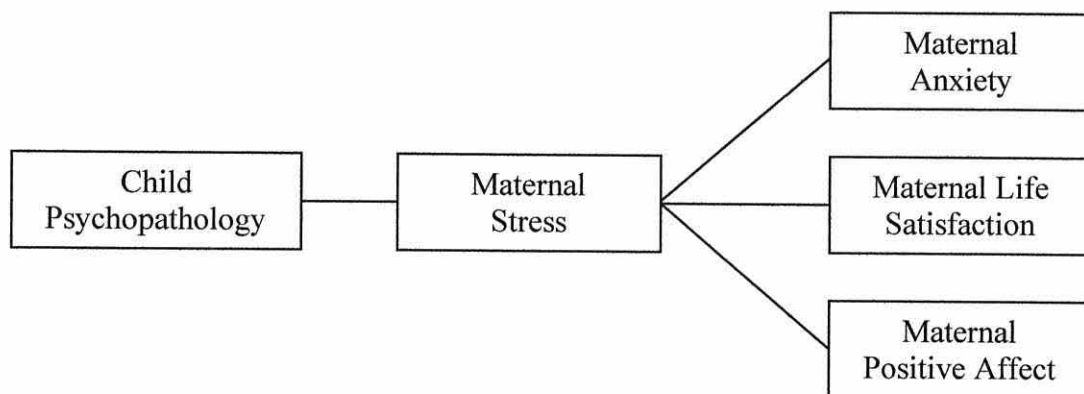 Child
Psychopathology
Maternal
Stress
Maternal
Anxiety
Maternal Life
Satisfaction
Maternal
Positive Affect